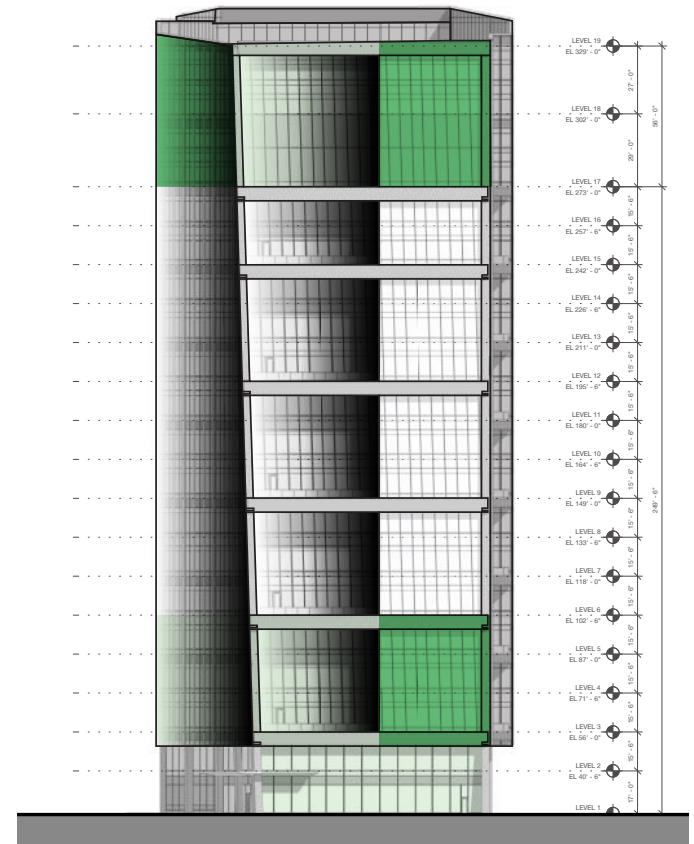 LEVEL 19
EL 329' - 0"
27' - 0"
LEVEL 18
EL 302' - 0"
56' - 0"
29' - 0"
LEVEL 17
EL 273' - 0"
15' - 6"
LEVEL 16
EL 257' - 6"
15' - 6"
LEVEL 15
EL 242' - 0"
15' - 6"
LEVEL 14
EL 226' - 6"
15' - 6"
LEVEL 13
EL 211' - 0"
15' - 6"
LEVEL 12
EL 195' - 6"
15' - 6"
LEVEL 11
EL 180' - 0"
15' - 6"
LEVEL 10
EL 164' - 6"
15' - 6"
LEVEL 9
EL 149' - 0"
249' - 6"
15' - 6"
LEVEL 8
EL 133' - 6"
15' - 6"
LEVEL 7
EL 118' - 0"
15' - 6"
LEVEL 6
EL 102' - 6"
15' - 6"
LEVEL 5
EL 87' - 0"
15' - 6"
LEVEL 4
EL 71' - 6"
15' - 6"
LEVEL 3
EL 56' - 0"
15' - 6"
LEVEL 2
EL 40' - 6"
17' - 0"
LEVEL 1